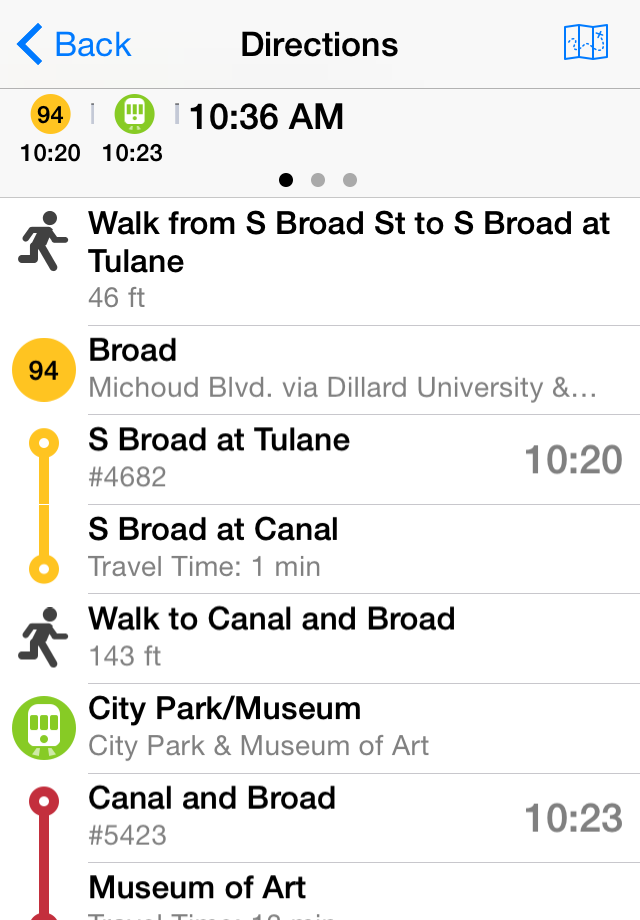 Back
Directions
94
10:36 AM
10:20
10:23
Walk from S Broad St to S Broad at
Tulane
46 ft
94
Broad
Michoud Blvd. via Dillard University &...
S Broad at Tulane
10:20
#4682
S Broad at Canal
Travel Time: 1 min
Walk to Canal and Broad
143 ft
City Park/Museum
City Park & Museum of Art
Canal and Broad
10:23
#5423
Museum of Art
Travel Time: